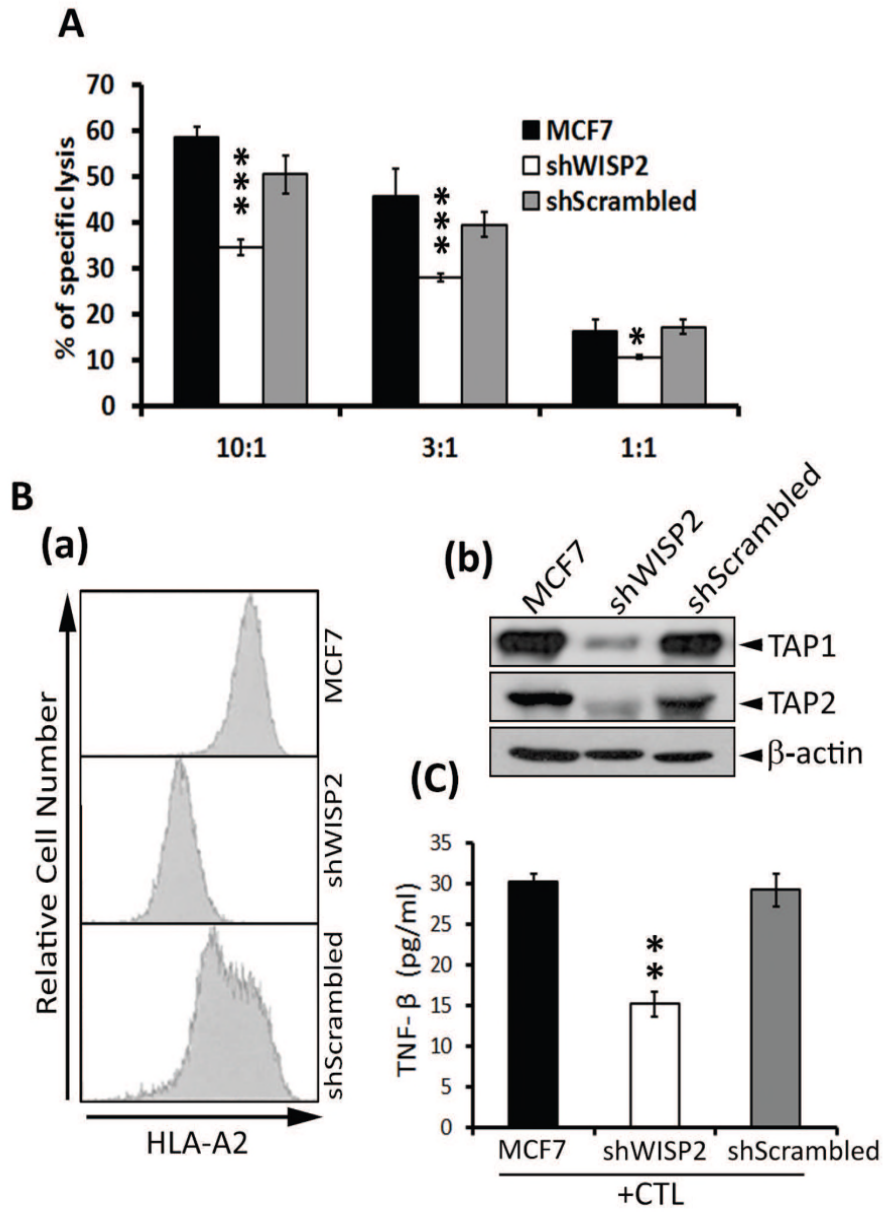 A
70
60
50
40
30
20
10
0
% of specific lysis
***
***
*
MCF7
shWISP2
shScrambled
10:1 3:1 1:1
B
(a)
Relative Cell Number
MCF7
shWISP2
shScrambled
HLA-A2
(b)
MCF7 shWISP2 shScrambled
TAP1
TAP2
β-actin
(C)
35
30
25
20
15
10
5
0
TNF- β (pg/ml)
**
MCF7 shWISP2 shScrambled
+CTL